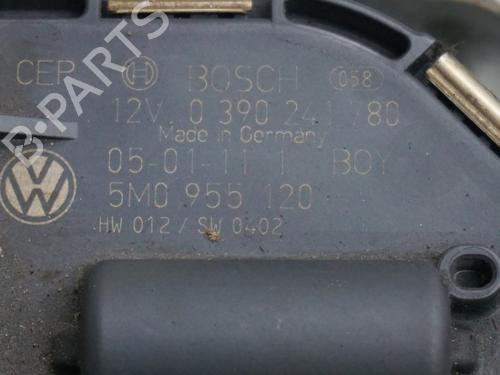 B-PARTS
CEP BOSCH 058
12V 0 390 241 780
Made in Germany
05-01-11 1 BOY
5M0 955 120
HW 012 / SW 0402